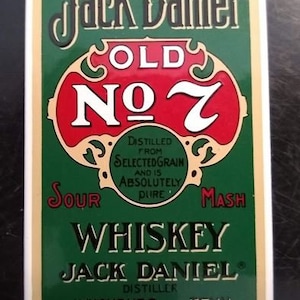 Jack Daniel
OLD
No 7
DISTILLED
FROM
SELECTED GRAIN
AND IS
ABSOLUTELY
PURE
SOUR MASH
WHISKEY
JACK DANIEL®
DISTILLER